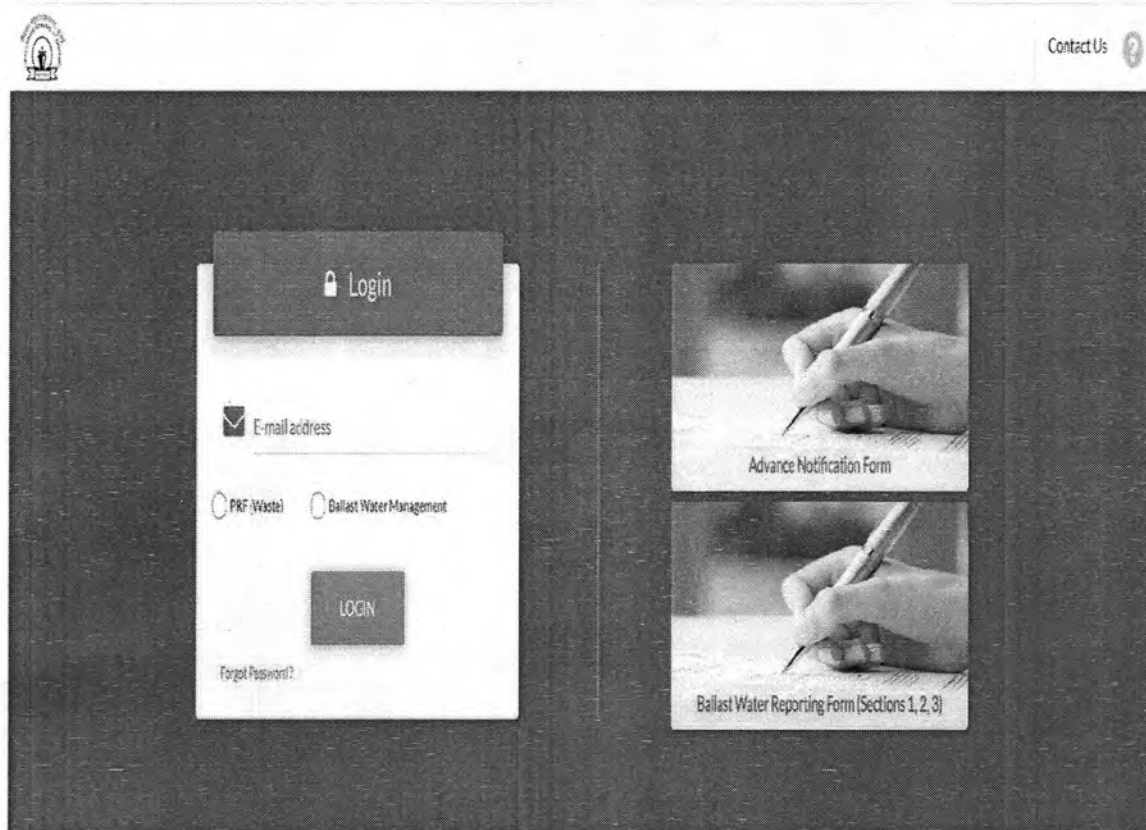 Contact Us ?
Login
E-mail address
PRF (Waste) Ballast Water Management
LOGIN
Forgot Password?
Advance Notification Form
Ballast Water Reporting Form (Sections 1, 2, 3)